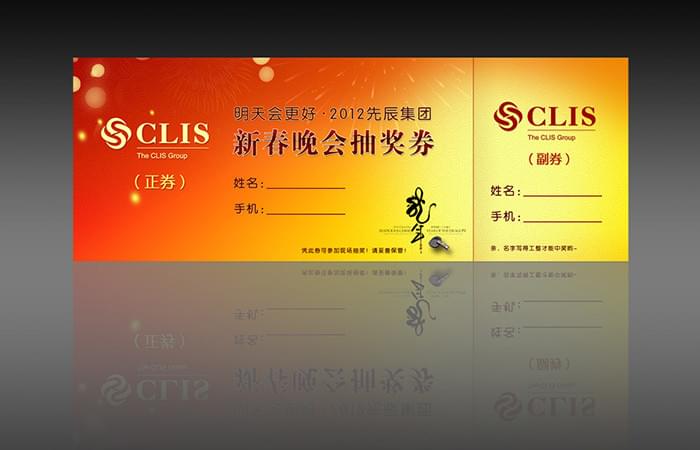 CLIS
The CLIS Group
（正券）
明天会更好·2012先辰集团
新春晚会抽奖券
姓名：
手机：
龙年
凭此券可参加现场抽奖！请妥善保管！
CLIS
The CLIS Group
（副券）
姓名：
手机：
亲，名字写得工整才能中奖哟~